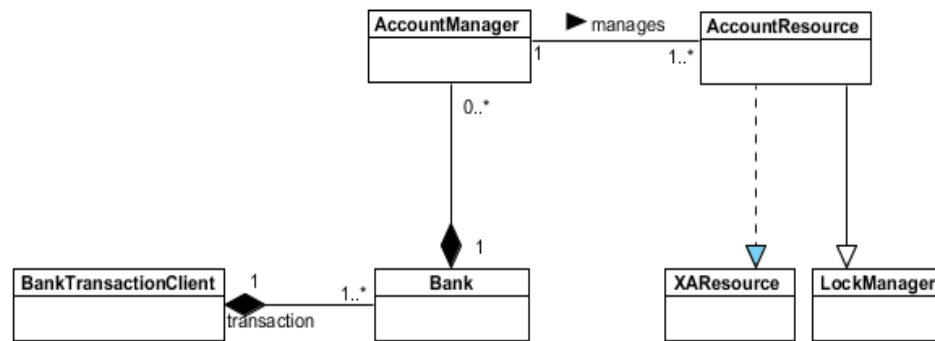 AccountManager
manages
AccountResource
1
1..*
0..*
1
BankTransactionClient
1
1..*
transaction
Bank
XAResource
LockManager